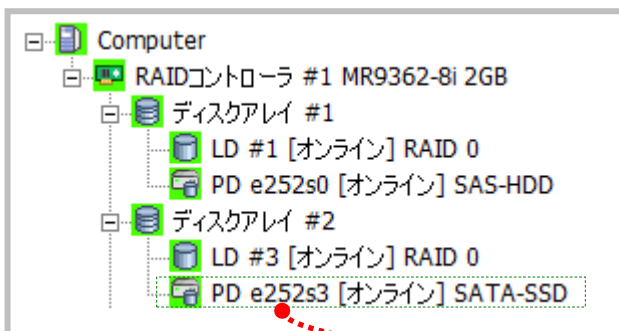 Computer
RAIDコントローラ #1 MR9362-8i 2GB
ディスクアレイ #1
LD #1 [オンライン] RAID 0
PD e252s0 [オンライン] SAS-HDD
ディスクアレイ #2
LD #3 [オンライン] RAID 0
PD e252s3 [オンライン] SATA-SSD